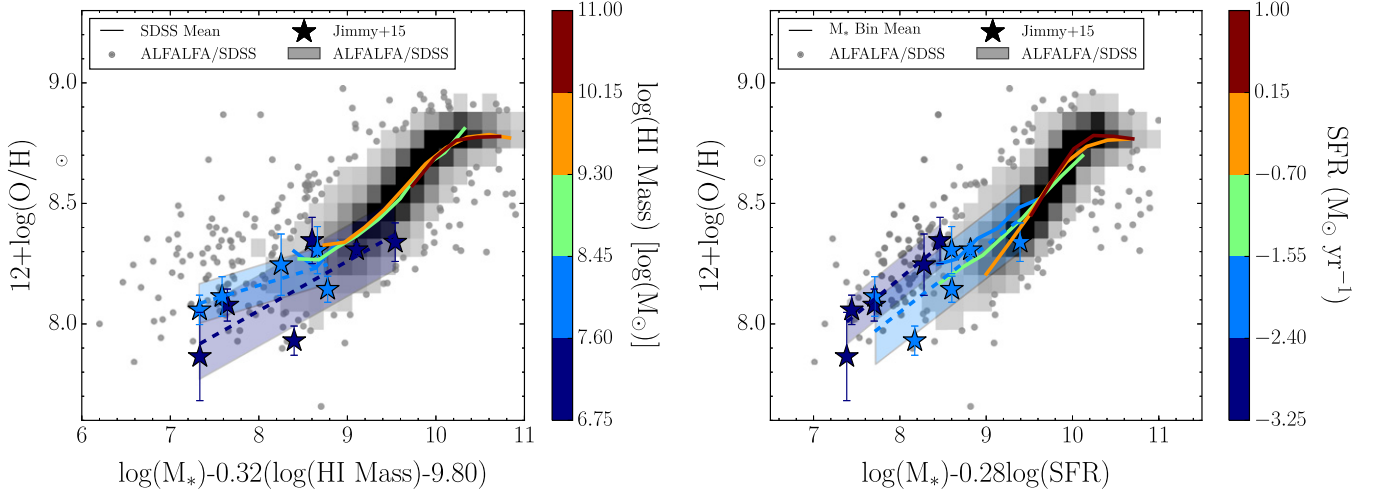 SDSS Mean
Jimmy+15
ALFALFA/SDSS
ALFALFA/SDSS
9.0
8.5
8.0
12+log(O/H)⊙
6 7 8 9 10 11
log(M*)-0.32(log(HI Mass)-9.80)
11.00
10.15
9.30
8.45
7.60
6.75
log(HI Mass) [log(M⊙)]
M* Bin Mean
Jimmy+15
ALFALFA/SDSS
ALFALFA/SDSS
9.0
8.5
8.0
12+log(O/H)⊙
7 8 9 10 11
log(M*)-0.28log(SFR)
1.00
0.15
−0.70
−1.55
−2.40
−3.25
SFR (M⊙ yr−1)